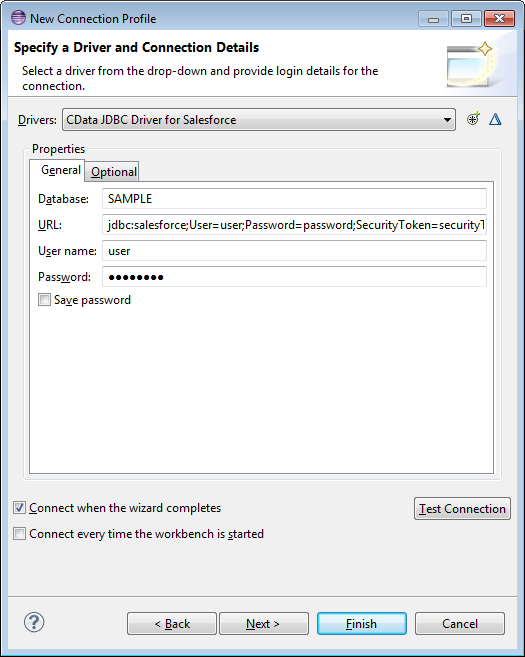 New Connection Profile
Specify a Driver and Connection Details
Select a driver from the drop-down and provide login details for the
connection.
Drivers: CData JDBC Driver for Salesforce
Properties
General Optional
Database: SAMPLE
URL: jdbc:salesforce;User=user;Password=password;SecurityToken=securityT
User name: user
Password: ●●●●●●●●
Save password
Connect when the wizard completes
Test Connection
Connect every time the workbench is started
? < Back Next > Finish Cancel